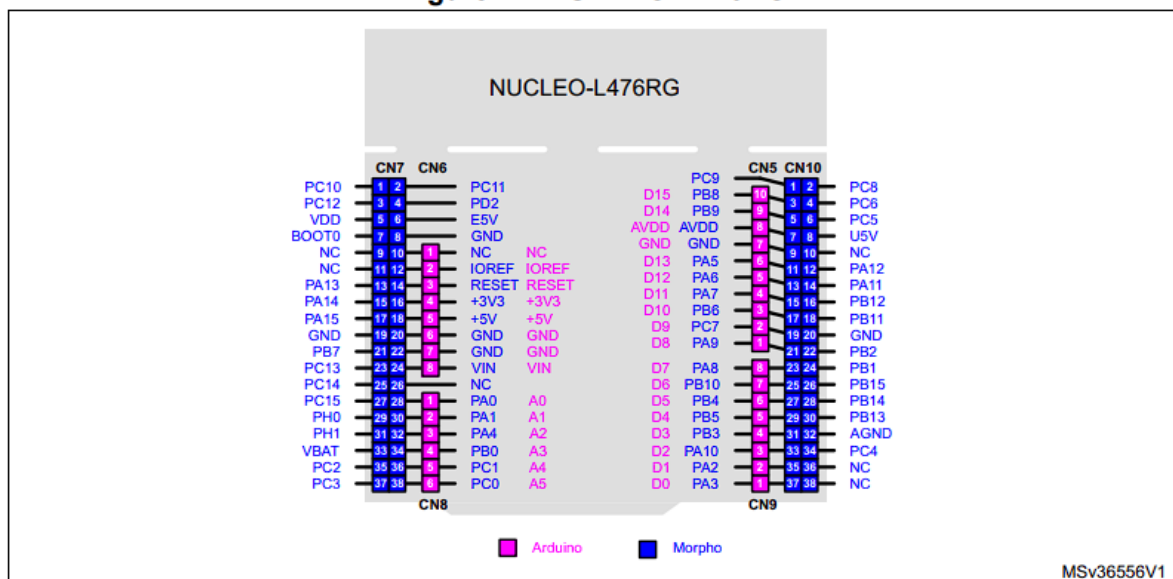 NUCLEO-L476RG
CN7 CN6 CN5 CN10
PC9
PC10 1 2 PC11 D15 PB8 10 1 2 PC8
PC12 3 4 PD2 D14 PB9 9 3 4 PC6
VDD 5 6 E5V AVDD AVDD 8 5 6 PC5
BOOT0 7 8 GND GND GND 7 7 8 U5V
NC 9 10 1 NC NC D13 PA5 6 9 10 NC
NC 11 12 2 IOREF IOREF D12 PA6 5 11 12 PA12
PA13 13 14 3 RESET RESET D11 PA7 4 13 14 PA11
PA14 15 16 4 +3V3 +3V3 D10 PB6 3 15 16 PB12
PA15 17 18 5 +5V +5V D9 PC7 2 17 18 PB11
GND 19 20 6 GND GND D8 PA9 1 19 20 GND
PB7 21 22 7 GND GND 21 22 PB2
PC13 23 24 8 VIN VIN D7 PA8 8 23 24 PB1
PC14 25 26 NC D6 PB10 7 25 26 PB15
PC15 27 28 1 PA0 A0 D5 PB4 6 27 28 PB14
PH0 29 30 2 PA1 A1 D4 PB5 5 29 30 PB13
PH1 31 32 3 PA4 A2 D3 PB3 4 31 32 AGND
VBAT 33 34 4 PB0 A3 D2 PA10 3 33 34 PC4
PC2 35 36 5 PC1 A4 D1 PA2 2 35 36 NC
PC3 37 38 6 PC0 A5 D0 PA3 1 37 38 NC
CN8 CN9
Arduino Morpho
MSv36556V1